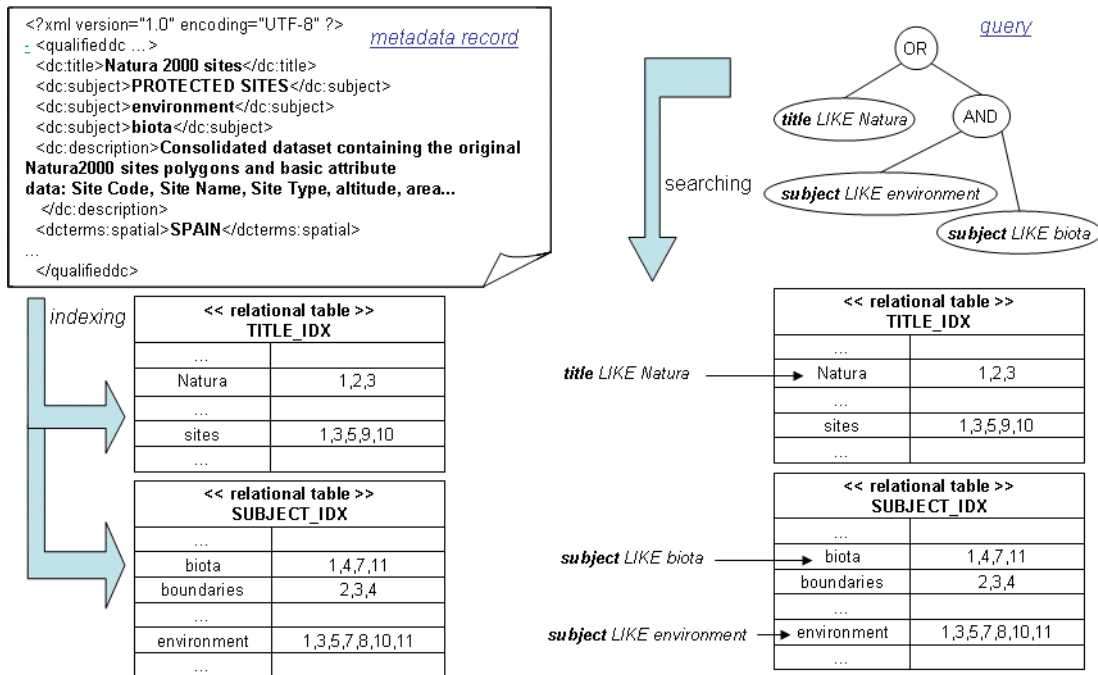 <?xml version="1.0" encoding="UTF-8" ?>
metadata record
- <qualifieddc ...>
<dc:title>Natura 2000 sites</dc:title>
<dc:subject>PROTECTED SITES</dc:subject>
<dc:subject>environment</dc:subject>
<dc:subject>biota</dc:subject>
<dc:description>Consolidated dataset containing the original
Natura2000 sites polygons and basic attribute
data: Site Code, Site Name, Site Type, altitude, area...
</dc:description>
<dcterms:spatial>SPAIN</dcterms:spatial>
...
</qualifieddc>
query
OR
title LIKE Natura
AND
subject LIKE environment
subject LIKE biota
searching
indexing
<< relational table >>
TITLE_IDX
...
Natura 1,2,3
...
sites 1,3,5,9,10
...
<< relational table >>
SUBJECT_IDX
...
biota 1,4,7,11
boundaries 2,3,4
...
environment 1,3,5,7,8,10,11
...
title LIKE Natura
<< relational table >>
TITLE_IDX
...
Natura 1,2,3
...
sites 1,3,5,9,10
...
subject LIKE biota
subject LIKE environment
<< relational table >>
SUBJECT_IDX
...
biota 1,4,7,11
boundaries 2,3,4
...
environment 1,3,5,7,8,10,11
...